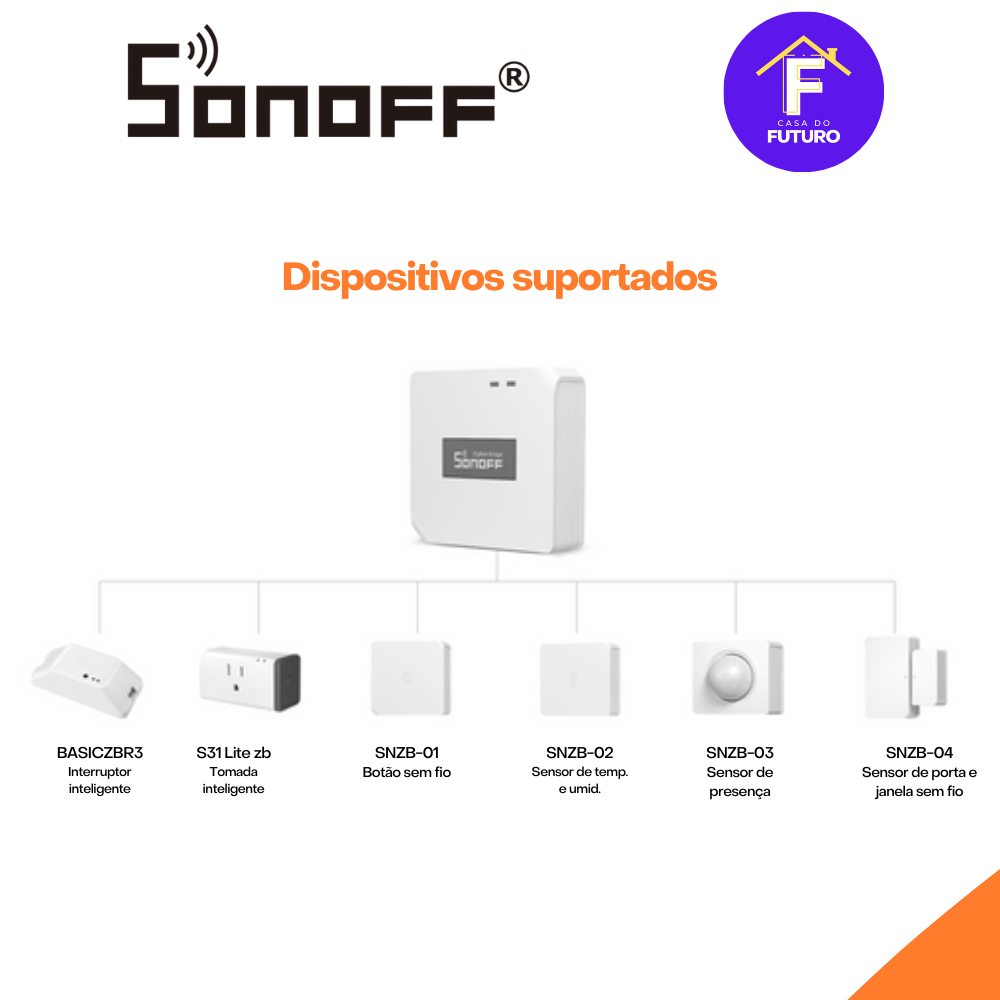 SONOFF®
F
CASA DO
FUTURO
Dispositivos suportados
SONOFF
BASICZBR3
Interruptor
inteligente
S31 Lite zb
Tomada
inteligente
SNZB-01
Botão sem fio
SNZB-02
Sensor de temp.
e umid.
SNZB-03
Sensor de
presença
SNZB-04
Sensor de porta e
janela sem fio